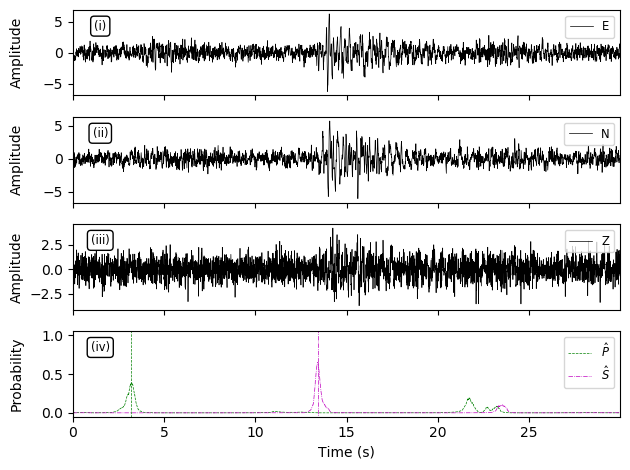 (i)
E
5
0
−5
Amplitude
(ii)
N
5
0
−5
Amplitude
(iii)
Z
2.5
0.0
−2.5
Amplitude
(iv)
P̂
Ŝ
1.0
0.5
0.0
Probability
0 5 10 15 20 25
Time (s)